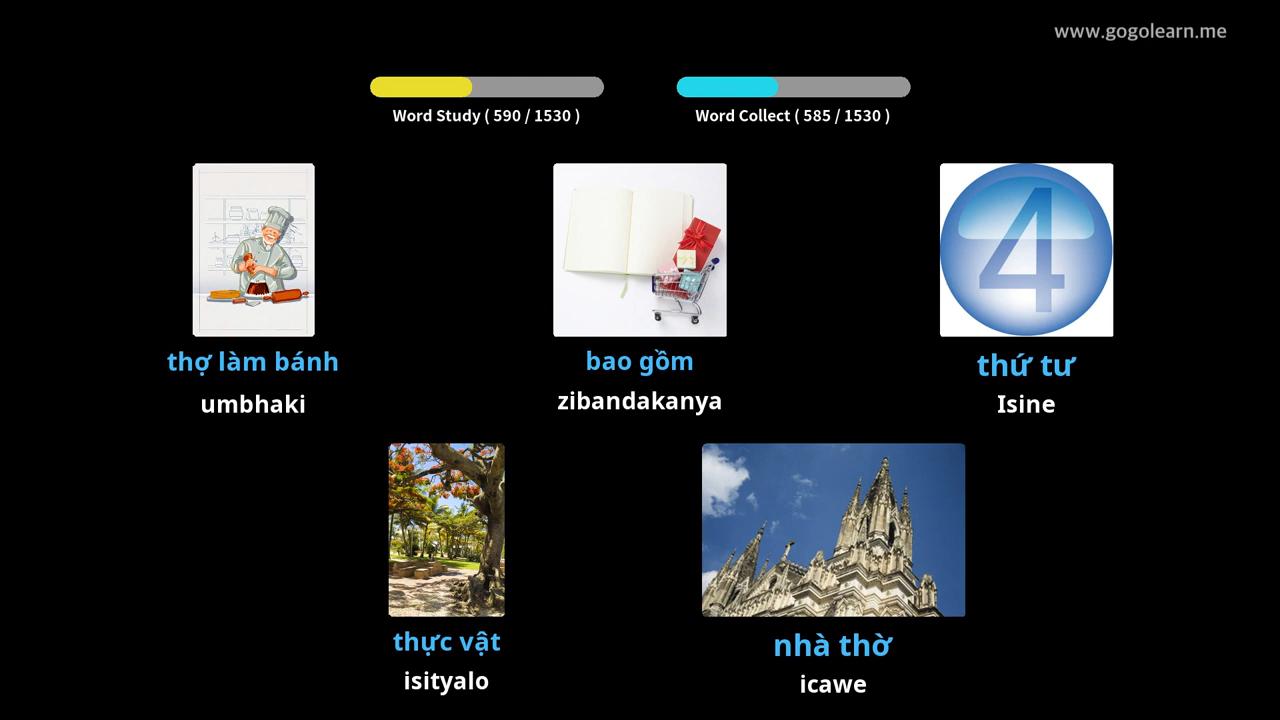 www.gogolearn.me
Word Study ( 590 / 1530 )
Word Collect ( 585 / 1530 )
thợ làm bánh
umbhaki
bao gồm
zibandakanya
4
thứ tư
Isine
thực vật
isityalo
nhà thờ
icawe